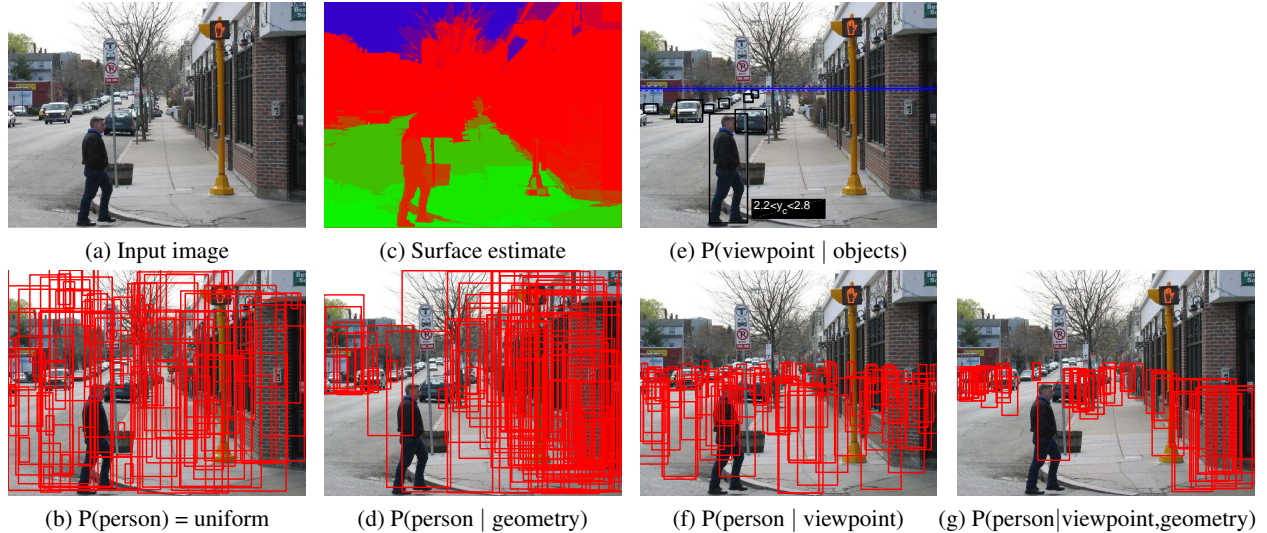 (a) Input image
(c) Surface estimate
2.2<y_c<2.8
(e) P(viewpoint | objects)
(b) P(person) = uniform
(d) P(person | geometry)
(f) P(person | viewpoint)
(g) P(person|viewpoint,geometry)